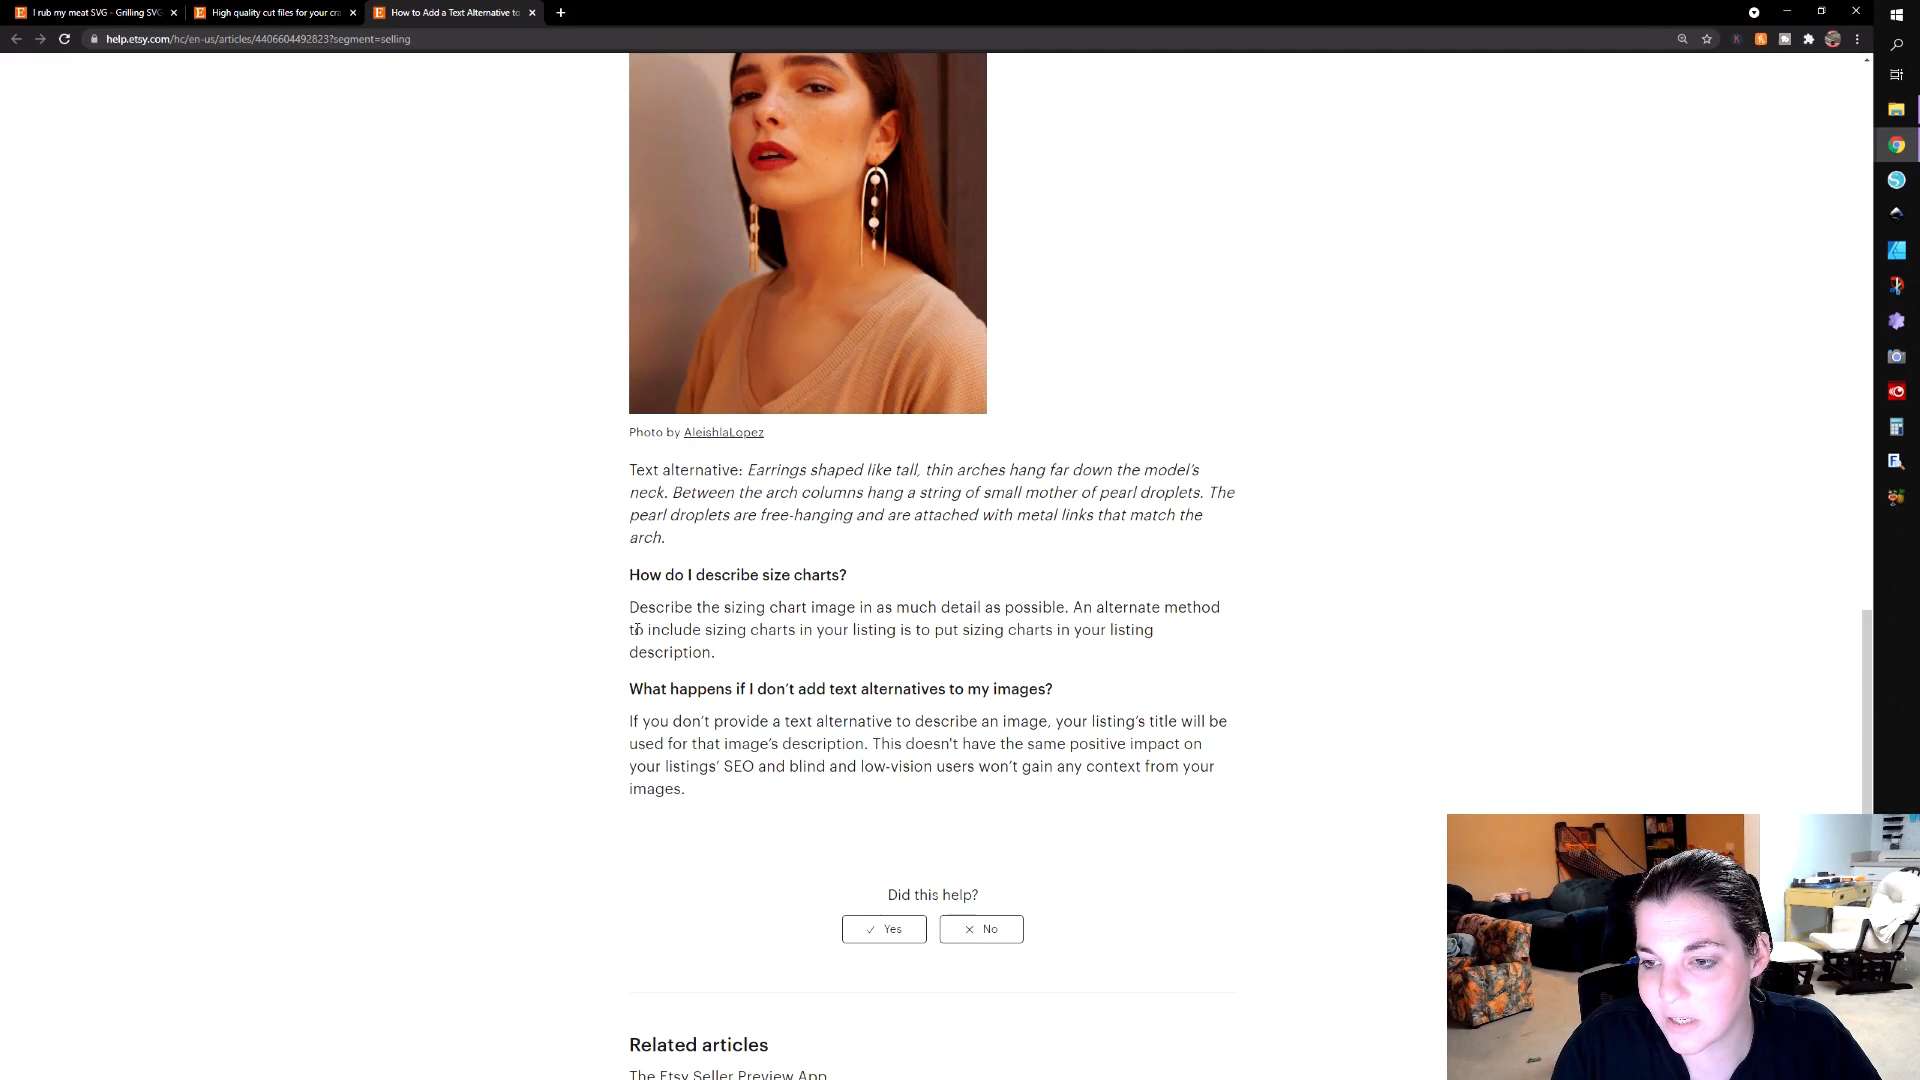 I rub my meat SVG - Grilling SVG
High quality cut files for your cra
How to Add a Text Alternative to
help.etsy.com/hc/en-us/articles/4406604492823?segment=selling
Photo by AleishlaLopez
Text alternative: Earrings shaped like tall, thin arches hang far down the model’s
neck. Between the arch columns hang a string of small mother of pearl droplets. The
pearl droplets are free-hanging and are attached with metal links that match the
arch.
How do I describe size charts?
Describe the sizing chart image in as much detail as possible. An alternate method
to include sizing charts in your listing is to put sizing charts in your listing
description.
What happens if I don’t add text alternatives to my images?
If you don’t provide a text alternative to describe an image, your listing’s title will be
used for that image’s description. This doesn't have the same positive impact on
your listings’ SEO and blind and low-vision users won’t gain any context from your
images.
Did this help?
Yes
No
Related articles
The Etsy Seller Preview App